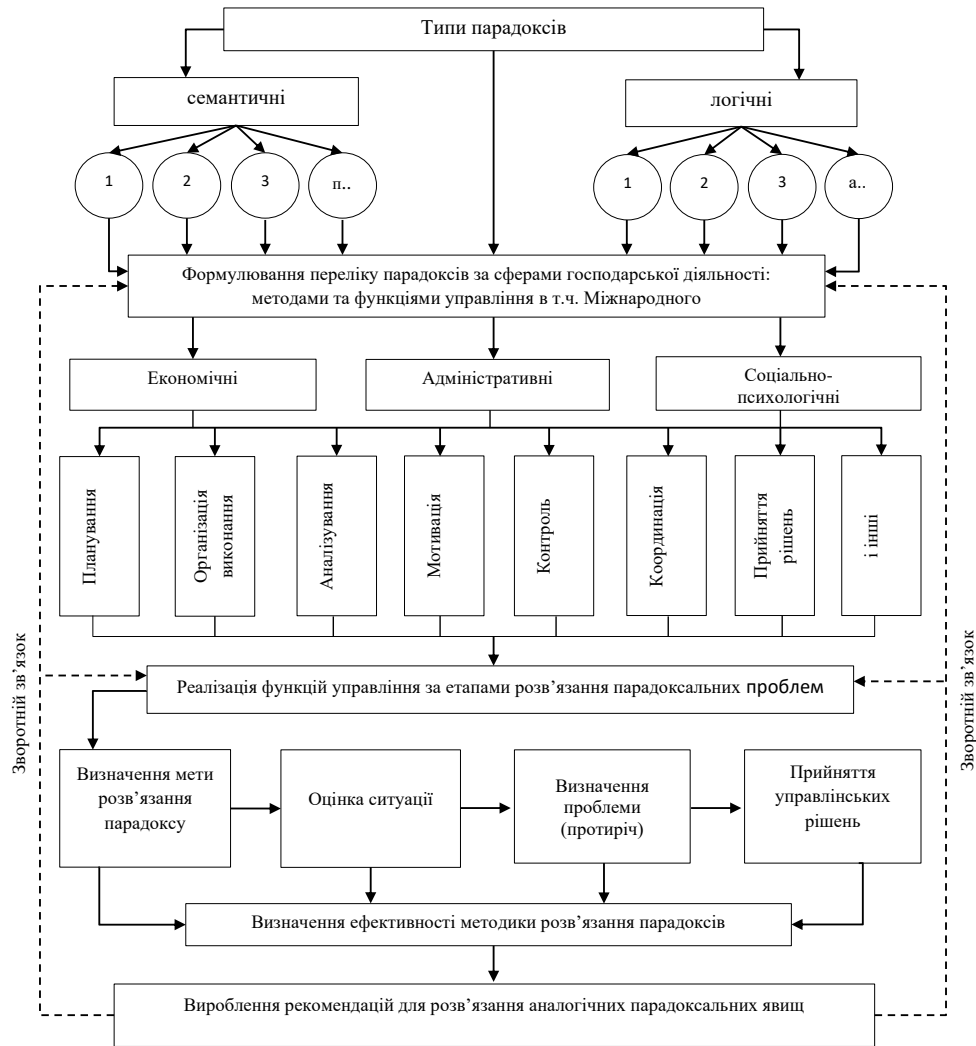 Типи парадоксів
семантичні
логічні
1
2
3
п..
1
2
3
а..
Формулювання переліку парадоксів за сферами господарської діяльності:
методами та функціями управління в т.ч. Міжнародного
Економічні
Адміністративні
Соціально-
психологічні
Планування
Організація
виконання
Аналізування
Мотивація
Контроль
Координація
Прийняття
рішень
і інші
Зворотній зв’язок
Зворотній зв’язок
Реалізація функцій управління за етапами розв’язання парадоксальних проблем
Визначення мети
розв’язання
парадоксу
Оцінка ситуації
Визначення
проблеми
(протиріч)
Прийняття
управлінських
рішень
Визначення ефективності методики розв’язання парадоксів
Вироблення рекомендацій для розв’язання аналогічних парадоксальних явищ